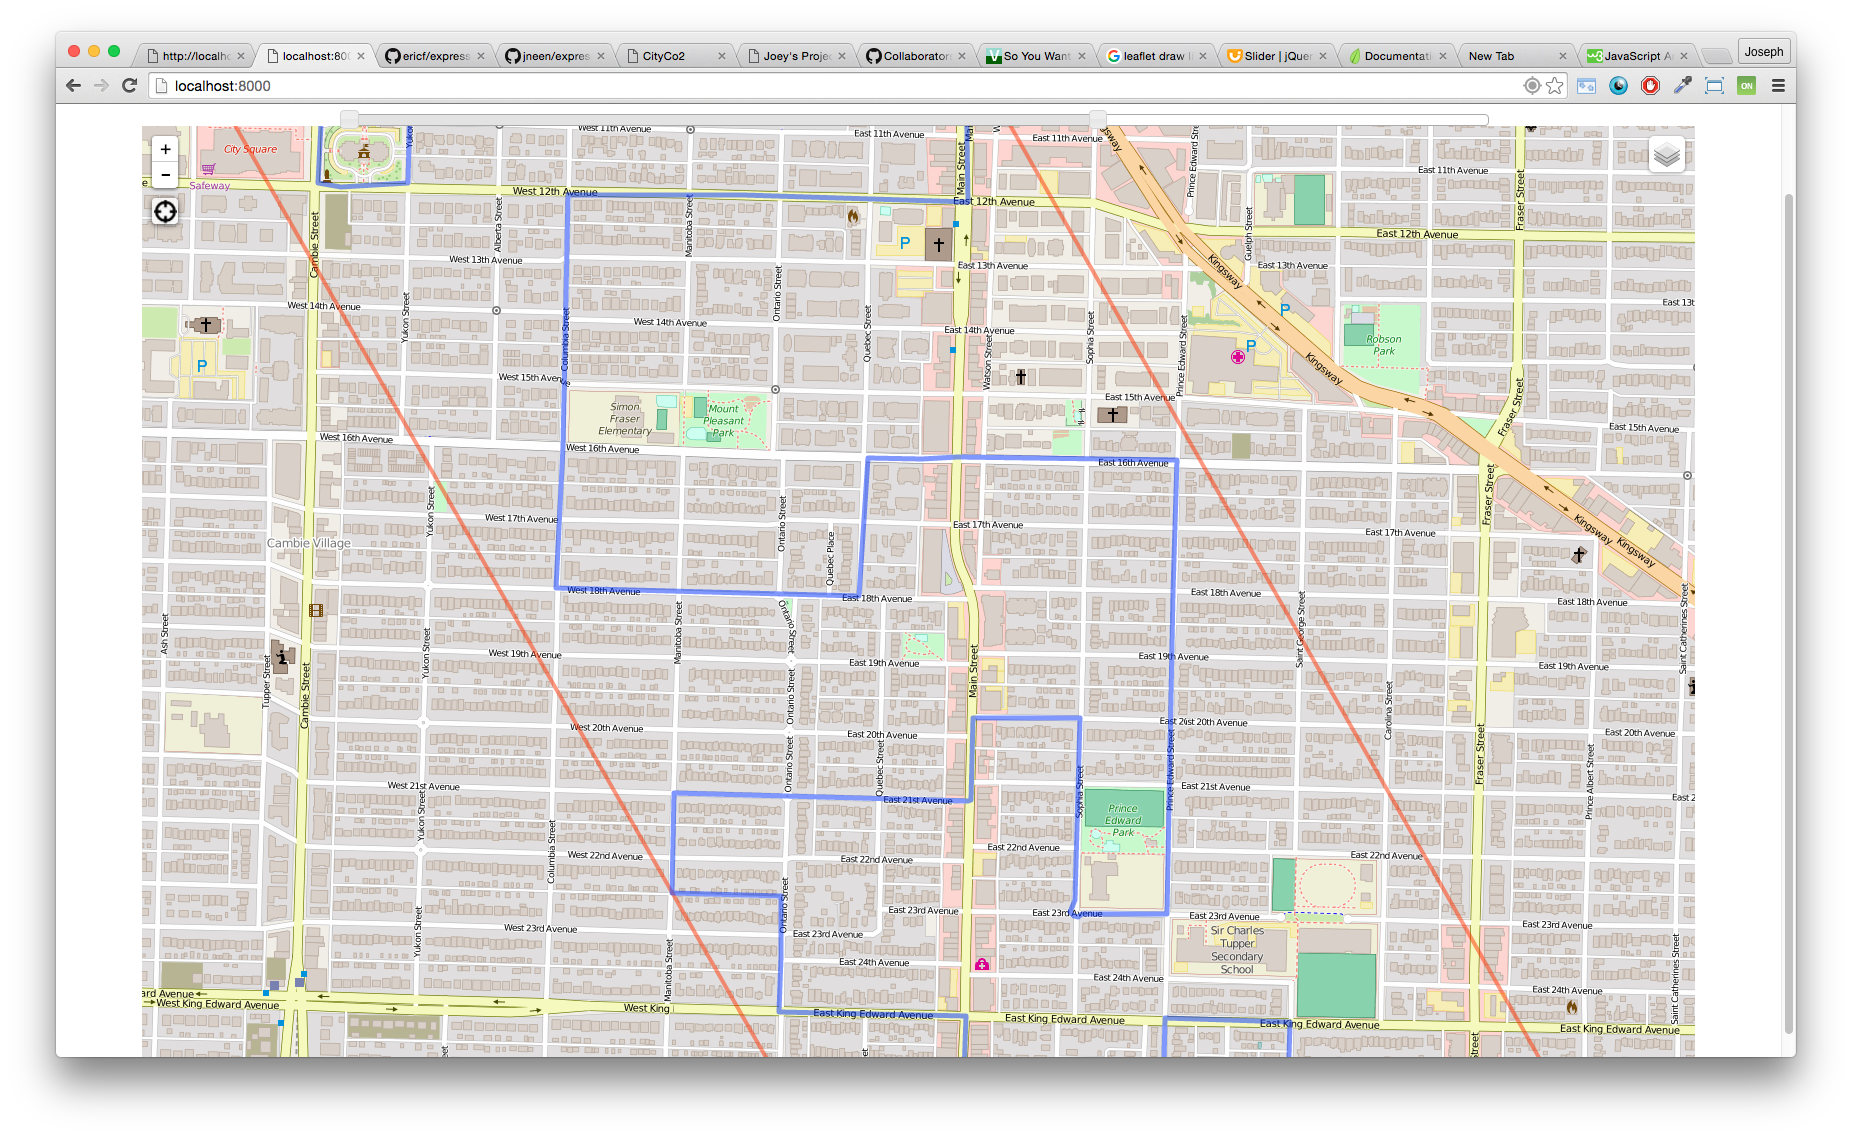 http://localho
localhost:800
ericf/express
jneen/expres
CityCo2
Joey's Projec
Collaborators
So You Want
leaflet draw l
Slider | jQuer
Documentati
New Tab
JavaScript A
Joseph
localhost:8000
ON
West 11th Avenue
East 11th Avenue
East 11th Avenue
East 11th Avenue
City Square
Safeway
+
-
West 12th Avenue
East 12th Avenue
East 12th Avenue
Main Street
Kingsway
Prince Edward Str
Guelph Street
Fraser Street
Cambie Street
Alberta Street
Manitoba Street
West 13th Avenue
East 13th Avenue
East 13th Avenue
East 13t
Ontario Street
P
P
P
P
West 14th Avenue
West 14th Avenue
East 14th Avenue
Yukon Street
Columbia Street
Quebec Street
Watson Street
Sophia Street
Prince Edward Street
Kingsway
Kingsway
Robson
Park
West 15th Avenue
East 15th Avenue
East 15th Avenue
Simon
Fraser
Elementary
Mount
Pleasant
Park
Fraser Street
West 16th Avenue
West 16th Avenue
East 16th Avenue
Yukon Street
Ontario Street
Quebec Place
Fraser Street
West 17th Avenue
East 17th Avenue
East 17th Avenue
Kingsway
Kingsway
Cambie Village
West 18th Avenue
East 18th Avenue
East 18th Avenue
East 18th Avenue
Ash Street
Tupper Street
Cambie Street
Yukon Street
Manitoba Street
Ontario Street
Main Street
Saint George Street
Saint Catherines Street
West 19th Avenue
East 19th Avenue
East 19th Avenue
East 19th Avenue
Ontario Street
Carolina Street
West 20th Avenue
East 20th Avenue
East 20th Avenue
East 20th Avenue
Ontario Street
Quebec Street
Sophia Street
Prince Edward Street
Fraser Street
Prince Albert Street
West 21st Avenue
East 21st Avenue
East 21st Avenue
East 2
Yukon Street
Columbia Street
Prince
Edward
Park
West 22nd Avenue
East 22nd Avenue
East 22nd Avenue
East 22nd Avenue
Ontario Street
East 23rd Avenue
East 23rd Avenue
East 23rd Avenue
West 23rd Avenue
East 23rd Avenue
East 23rd Avenue
Yukon Street
Manitoba Street
Sir Charles
Tupper
Secondary
School
Saint Catherines Street
East 24th Avenue
East 24th Avenue
East 24th Avenue
ard Avenue
West King Edward Avenue
West King
East King Edward Avenue
East King Edward Avenue
East King Edward Avenue
East King Edward Avenue